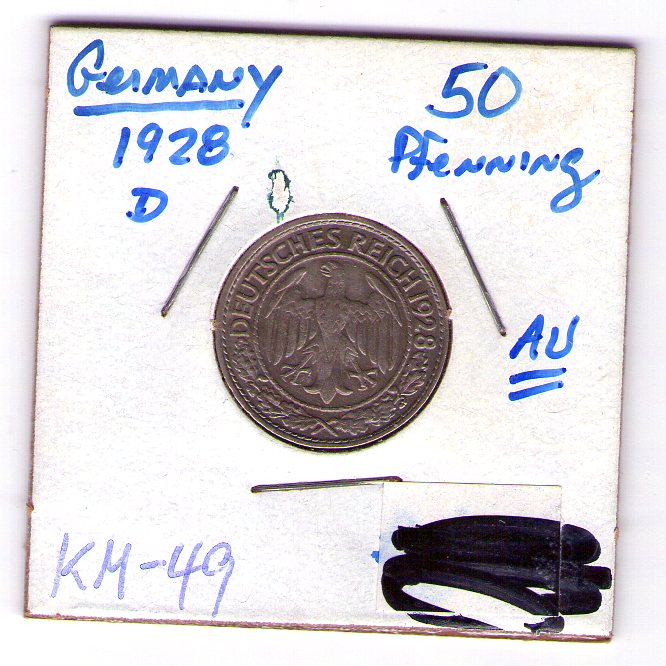 GERMANY
1928
D
50
Pfenning
DEUTSCHES REICH 1928
AU
KM-49